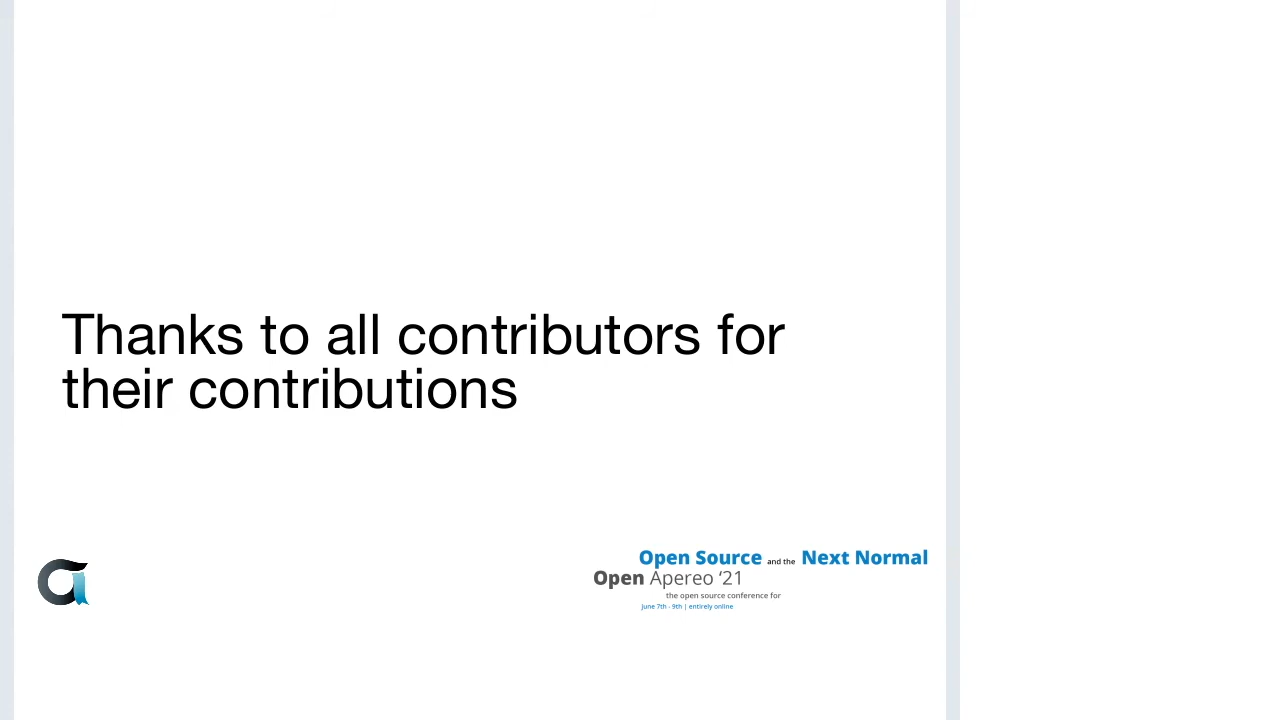 Thanks to all contributors for
their contributions
Open Source and the Next Normal
Open Apereo ‘21
the open source conference for
June 7th - 9th | entirely online